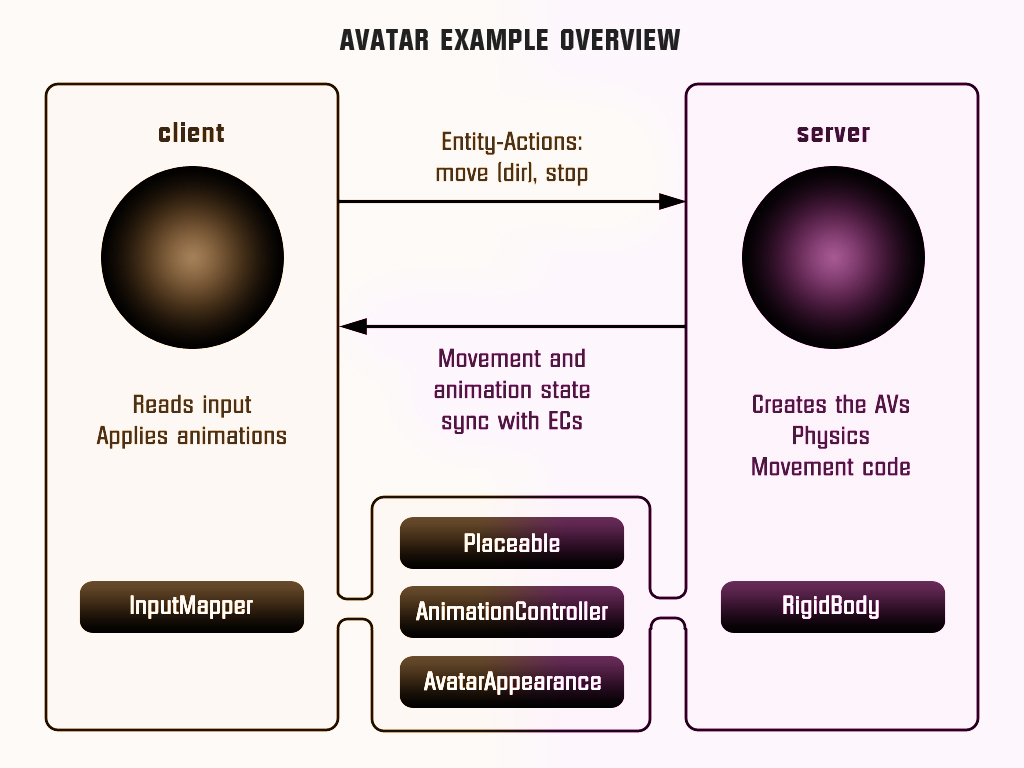 AVATAR EXAMPLE OVERVIEW
client
Entity-Actions:
move (dir), stop
server
Movement and
animation state
sync with ECs
Reads input
Applies animations
Creates the AVs
Physics
Movement code
Placeable
InputMapper
AnimationController
RigidBody
AvatarAppearance